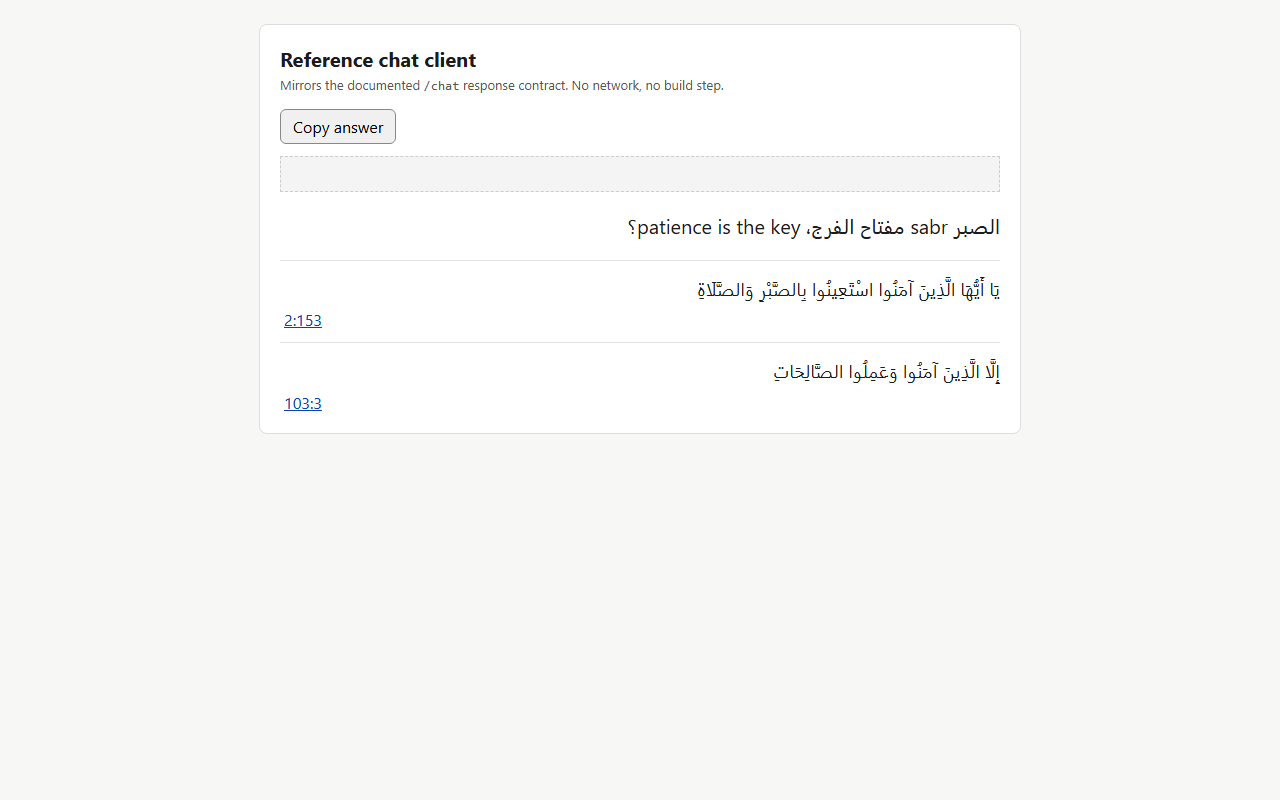 Reference chat client
Mirrors the documented /chat response contract. No network, no build step.
Copy answer
الصبر sabr مفتاح الفرج، patience is the key؟
يَا أَيُّهَا الَّذِينَ آمَنُوا اسْتَعِينُوا بِالصَّبْرِ وَالصَّلَاةِ
2:153
إِلَّا الَّذِينَ آمَنُوا وَعَمِلُوا الصَّالِحَاتِ
103:3